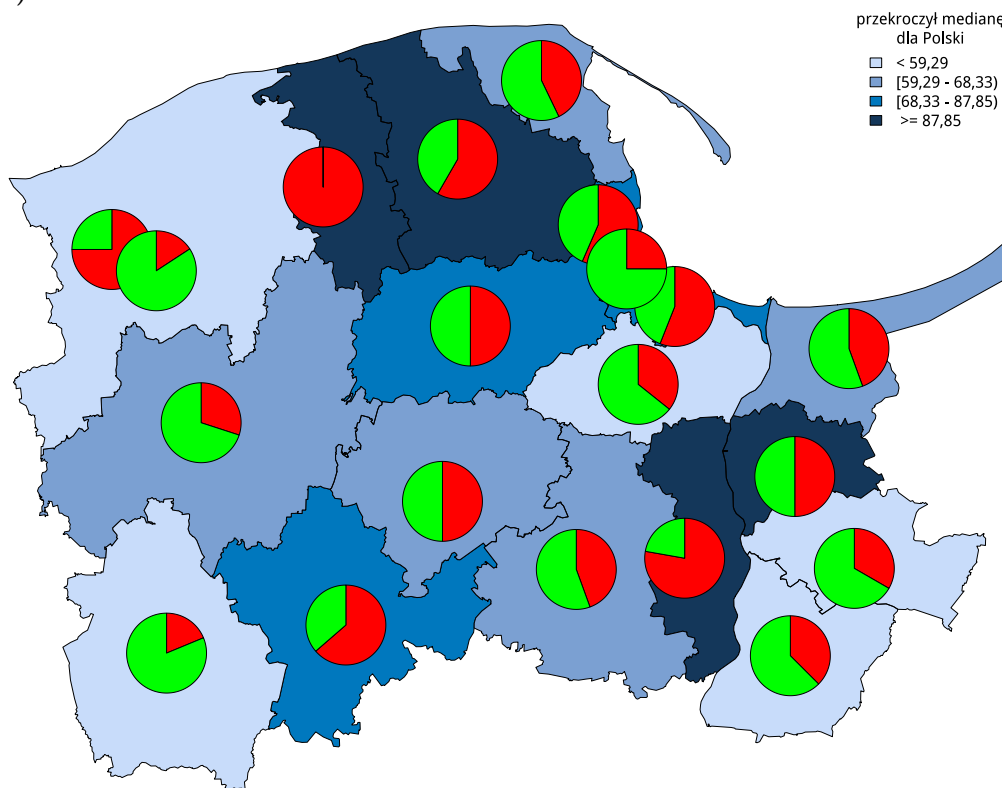 )
przekroczył medianę
dla Polski
< 59,29
[59,29 - 68,33)
[68,33 - 87,85)
>= 87,85